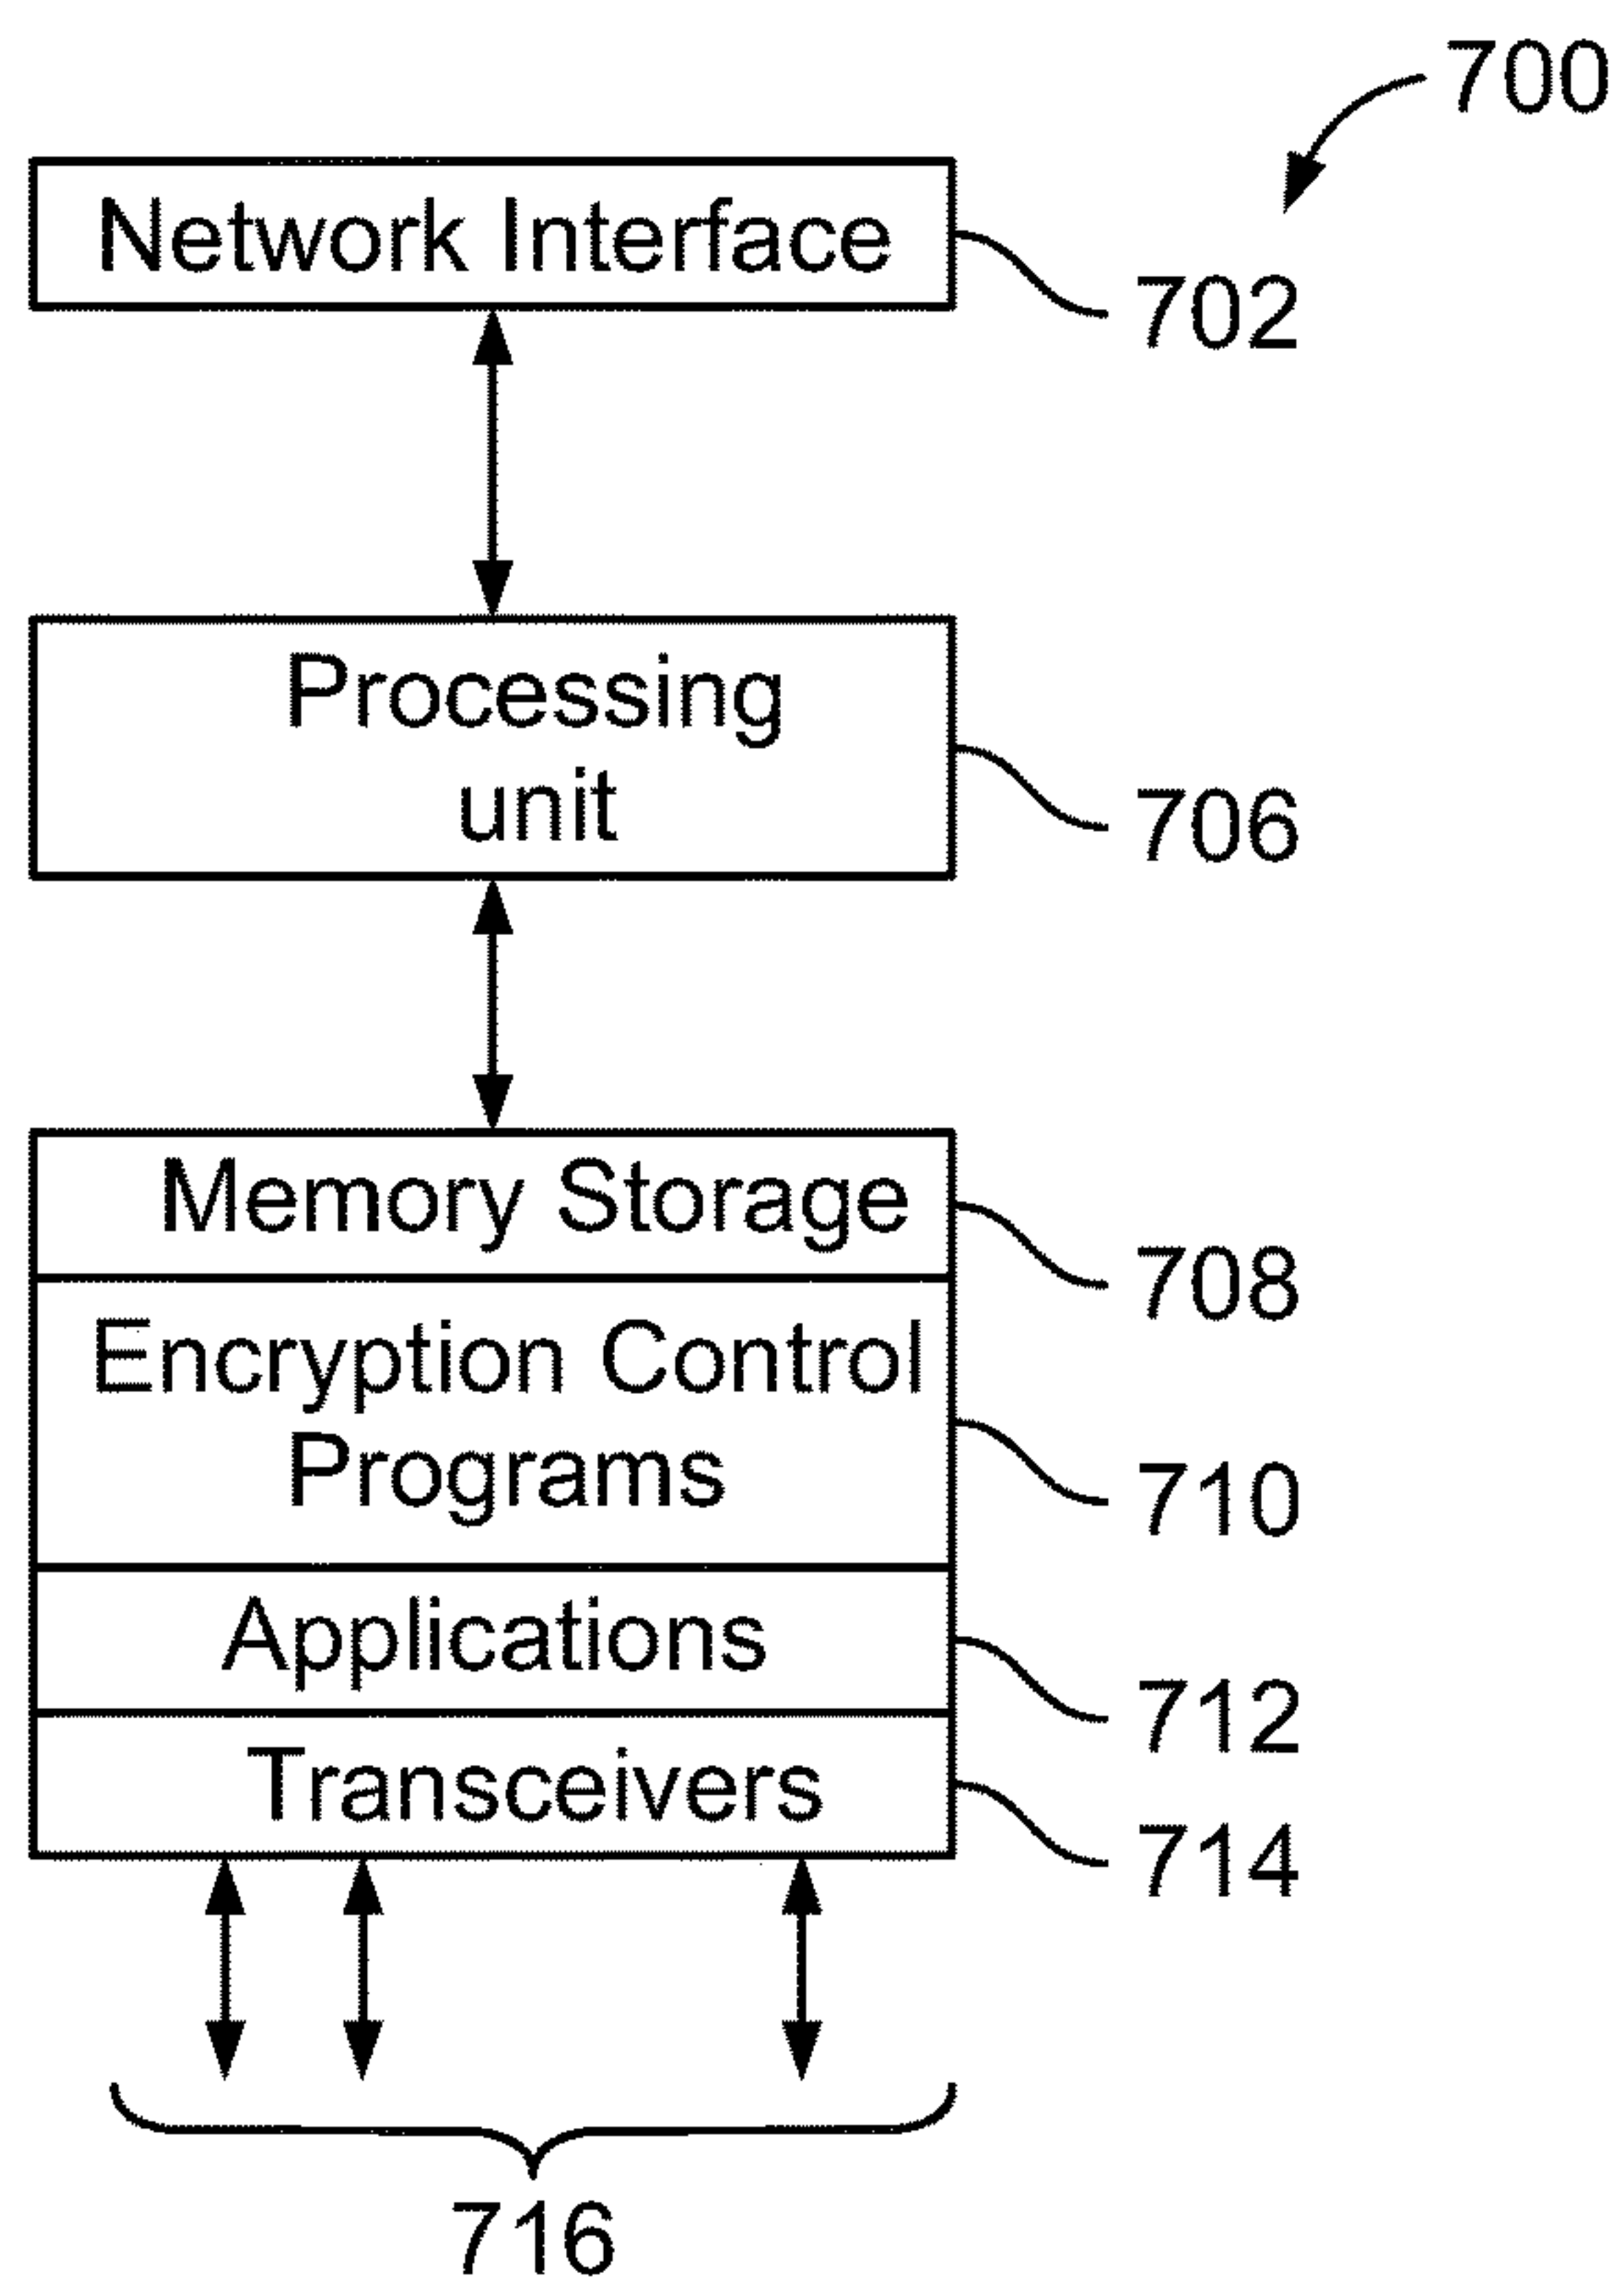 700
Network Interface
702
Processing
unit
706
Memory Storage
708
Encryption Control
Programs
710
Applications
712
Transceivers
714
716